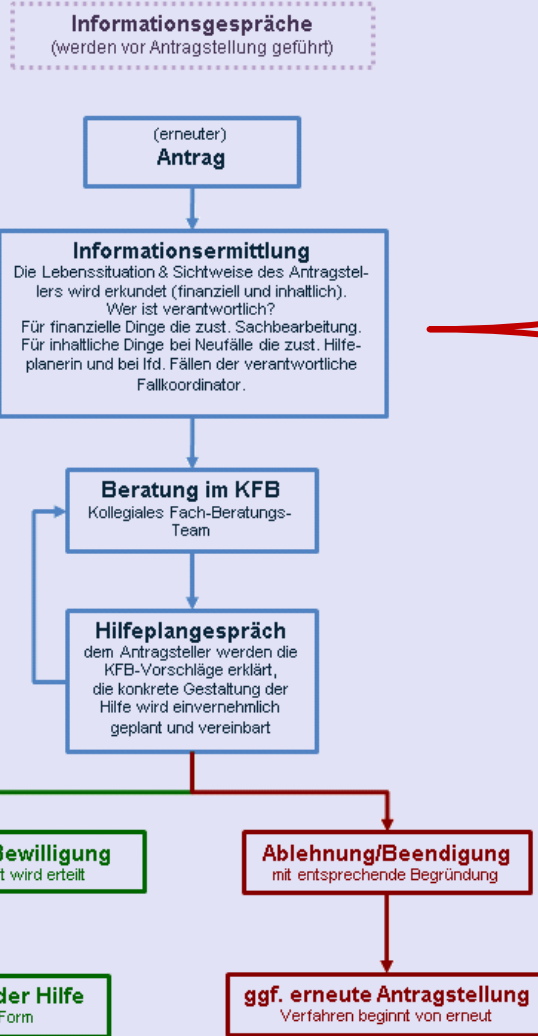 Informationsgespräche
(werden vor Antragstellung geführt)
(erneuter)
Antrag
Informationsermittlung
Die Lebenssituation & Sichtweise des Antragstel-
lers wird erkundet (finanziell und inhaltlich).
Wer ist verantwortlich?
Für finanzielle Dinge die zust. Sachbearbeitung.
Für inhaltliche Dinge bei Neufälle die zust. Hilfe-
planerin und bei lfd. Fällen der verantwortliche
Fallkoordinator.
Beratung im KFB
Kollegiales Fach-Beratungs-
Team
Hilfeplangespräch
dem Antragsteller werden die
KFB-Vorschläge erklärt,
die konkrete Gestaltung der
Hilfe wird einvernehmlich
geplant und vereinbart
Bewilligung
wird erteilt
Ablehnung/Beendigung
mit entsprechende Begründung
der Hilfe
Form
ggf. erneute Antragstellung
Verfahren beginnt von erneut